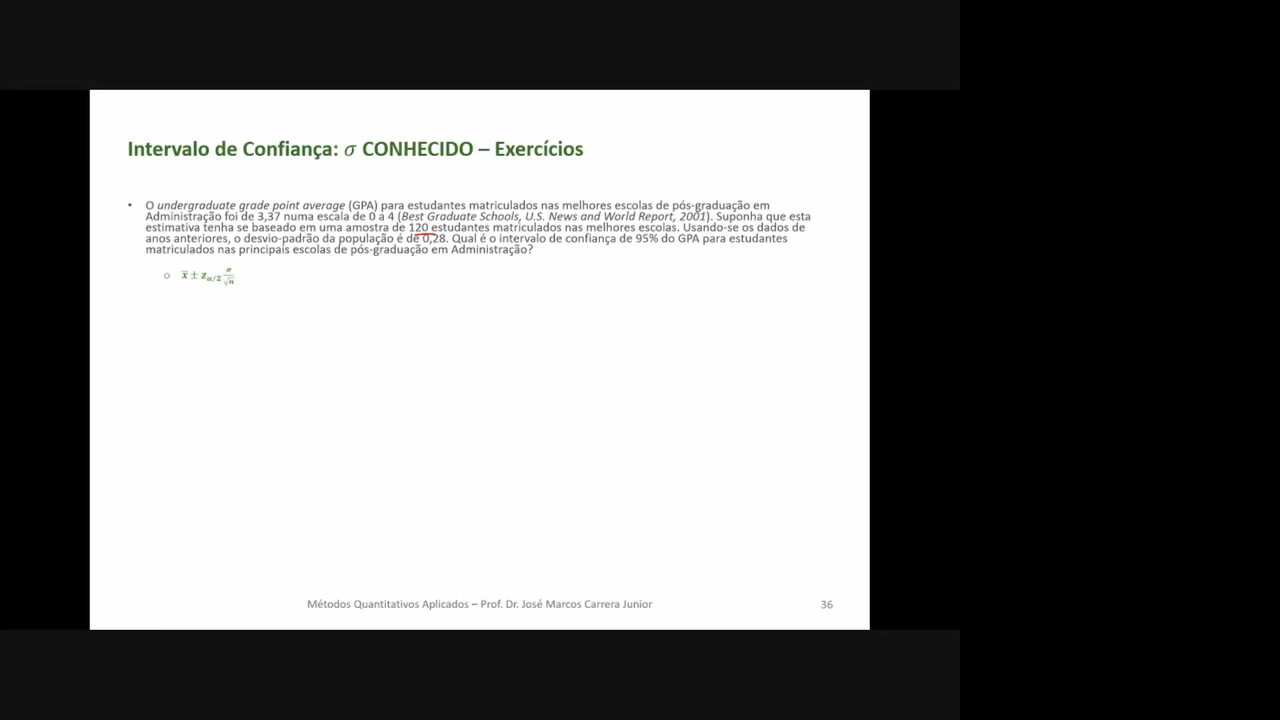 Intervalo de Confiança: σ CONHECIDO – Exercícios
• O undergraduate grade point average (GPA) para estudantes matriculados nas melhores escolas de pós-graduação em
Administração foi de 3,37 numa escala de 0 a 4 (Best Graduate Schools, U.S. News and World Report, 2001). Suponha que esta
estimativa tenha se baseado em uma amostra de 120 estudantes matriculados nas melhores escolas. Usando-se os dados de
anos anteriores, o desvio-padrão da população é de 0,28. Qual é o intervalo de confiança de 95% do GPA para estudantes
matriculados nas principais escolas de pós-graduação em Administração?
○ x̄ ± z_{α/2} σ/√n
Métodos Quantitativos Aplicados – Prof. Dr. José Marcos Carrera Junior 36